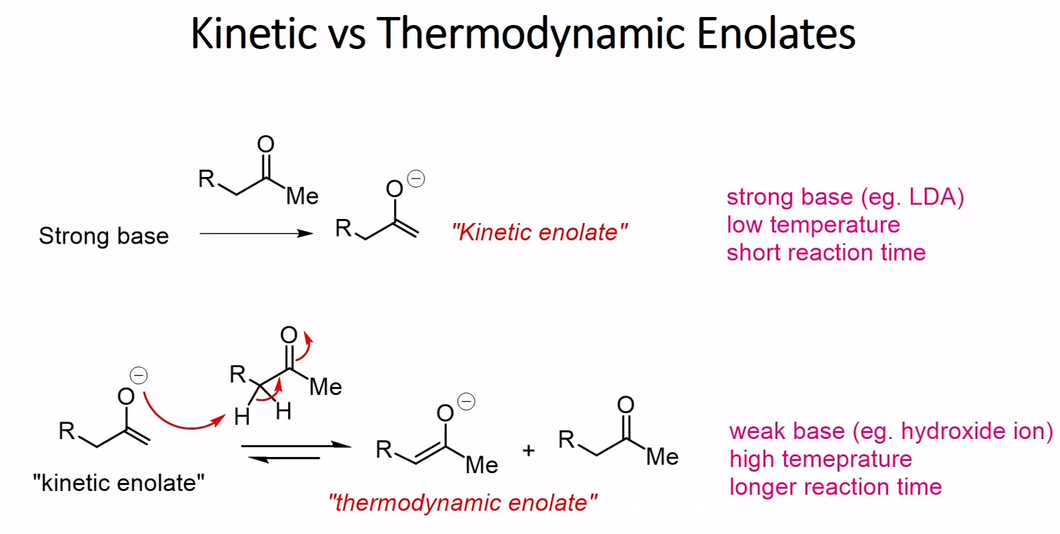 Kinetic vs Thermodynamic Enolates
O
R
Me
O
R
Strong base
"Kinetic enolate"
strong base (eg. LDA)
low temperature
short reaction time
O
R
Me
H
H
O
R
"kinetic enolate"
O
R
Me
"thermodynamic enolate"
+
O
R
Me
weak base (eg. hydroxide ion)
high temeprature
longer reaction time